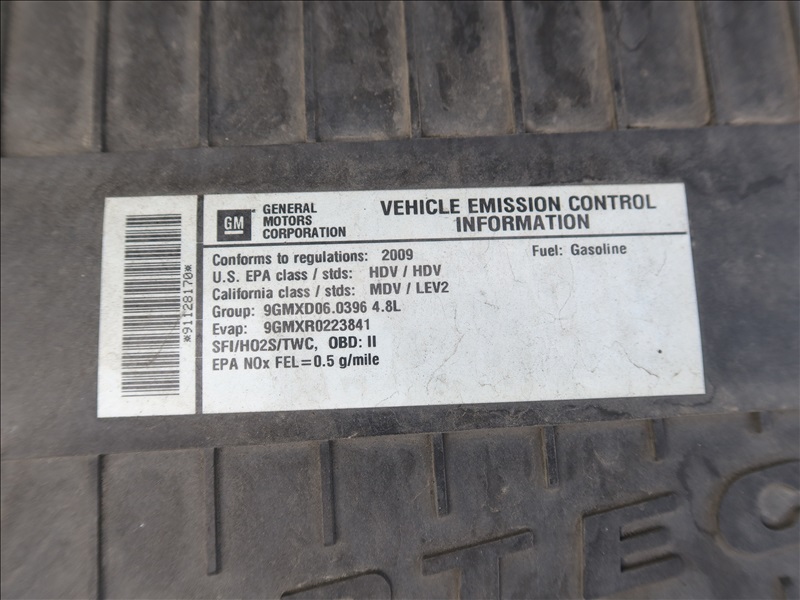 *91128170*
GM
GENERAL
MOTORS
CORPORATION
VEHICLE EMISSION CONTROL
INFORMATION
Conforms to regulations: 2009
Fuel: Gasoline
U.S. EPA class / stds: HDV / HDV
California class / stds: MDV / LEV2
Group: 9GMXD06.0396 4.8L
Evap: 9GMXR0223841
SFI/HO2S/TWC, OBD: II
EPA NOx FEL=0.5 g/mile